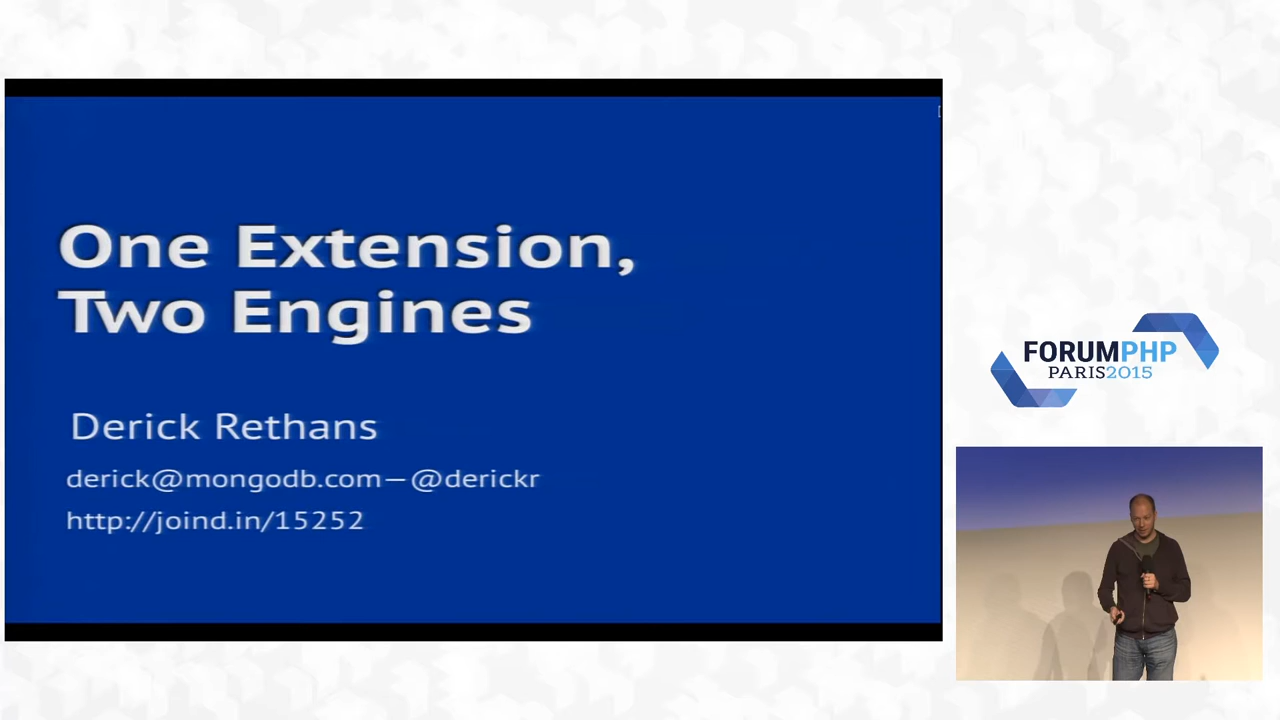 One Extension,
Two Engines
Derick Rethans
derick@mongodb.com – @derickr
http://joind.in/15252
FORUMPHP
PARIS2015